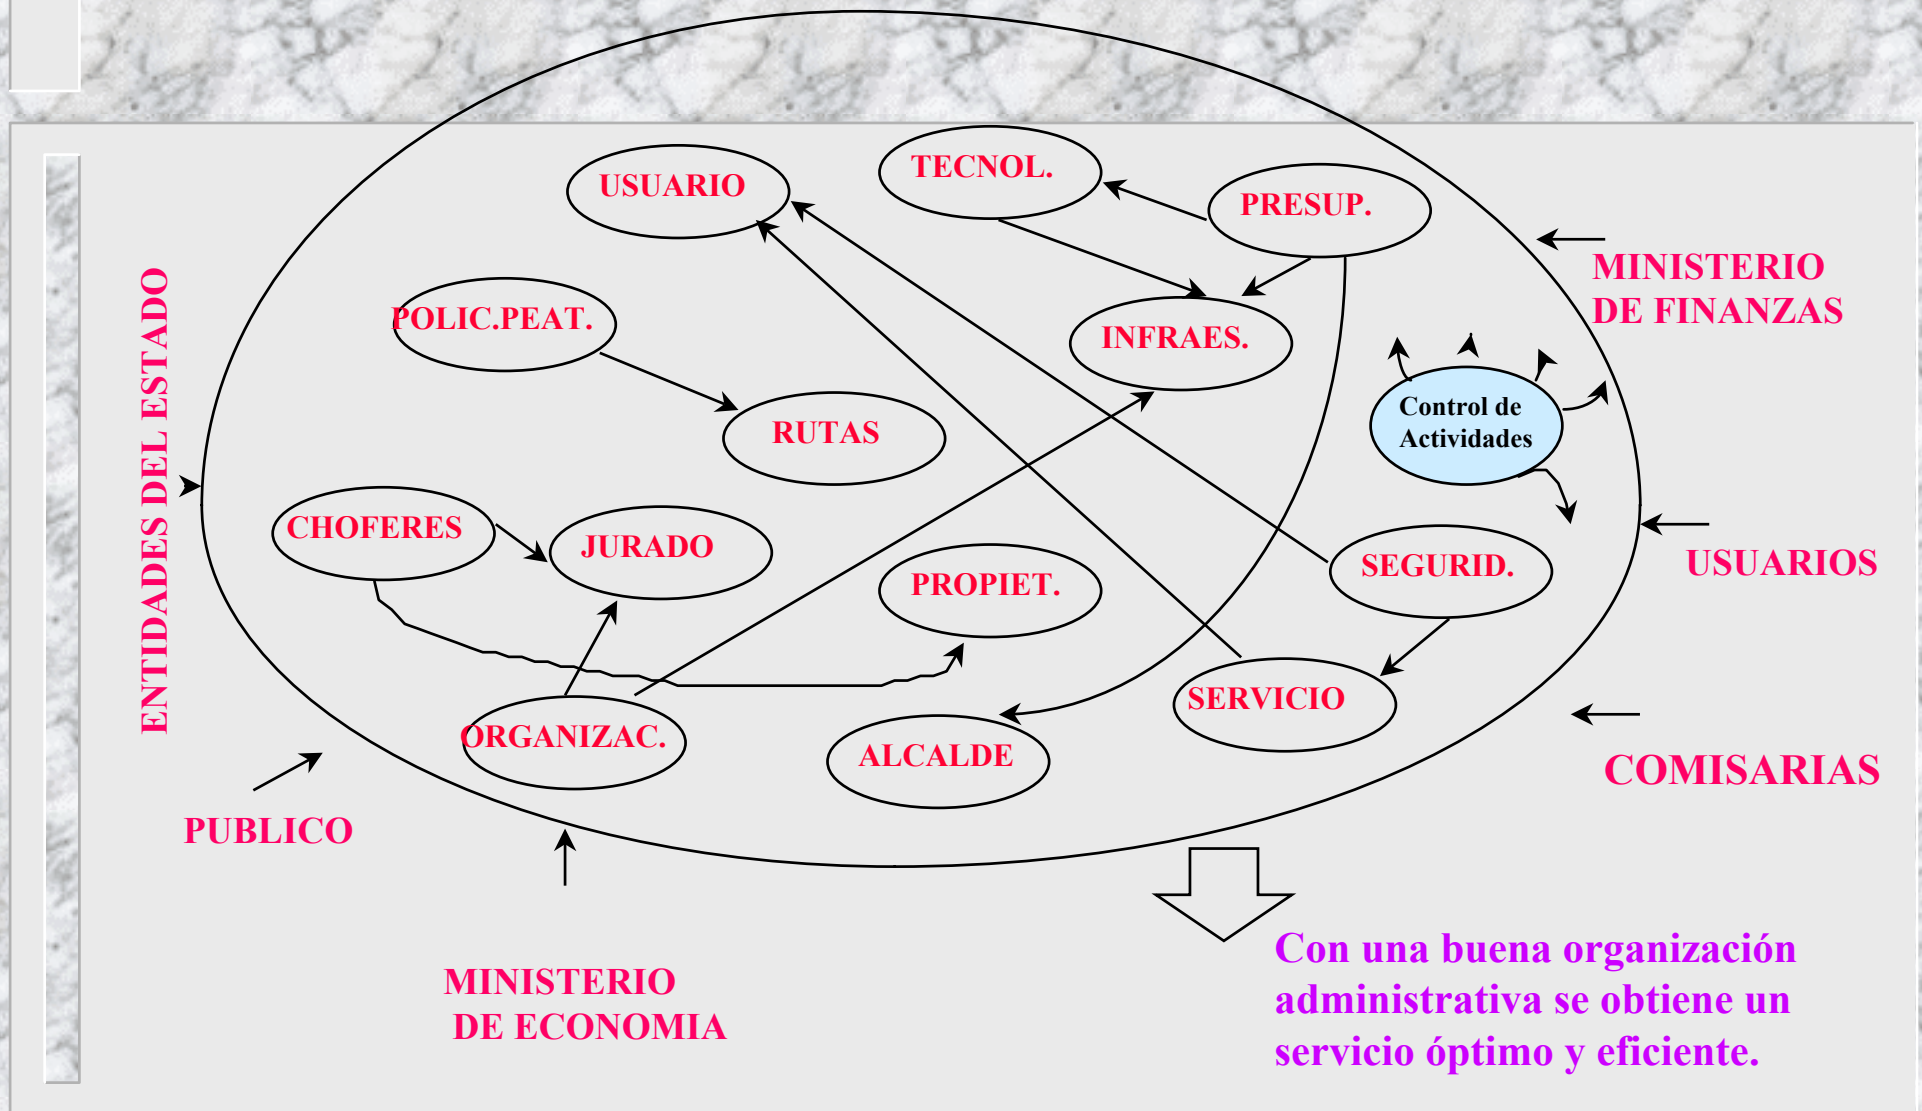 TECNOL.
USUARIO
PRESUP.
MINISTERIO
DE FINANZAS
POLIC.PEAT.
INFRAES.
ENTIDADES DEL ESTADO
Control de
Actividades
RUTAS
CHOFERES
JURADO
PROPIET.
SEGURID.
USUARIOS
SERVICIO
ORGANIZAC.
ALCALDE
COMISARIAS
PUBLICO
MINISTERIO
DE ECONOMIA
Con una buena organización
administrativa se obtiene un
servicio óptimo y eficiente.